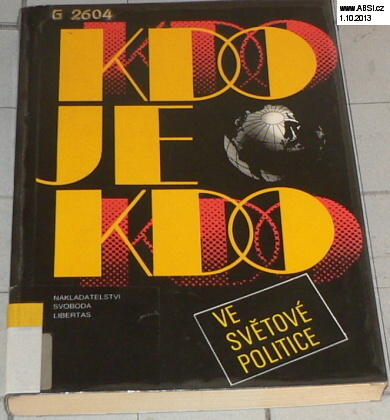 www.ABSI.cz
1.10.2013
G 2604
KDO
JE
KDO
NAKLADATELSTVÍ
SVOBODA
LIBERTAS
VE
SVĚTOVÉ
POLITICE